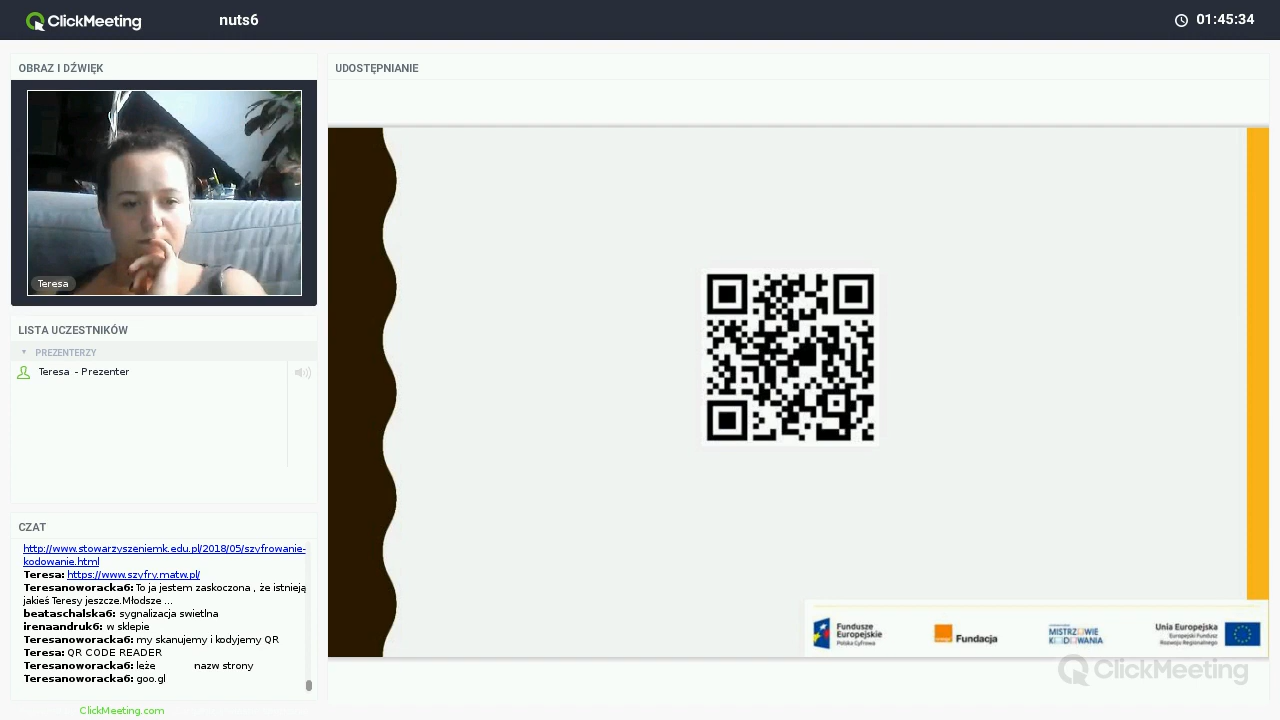 ClickMeeting
nuts6
01:45:34
OBRAZ I DŹWIĘK
Teresa
LISTA UCZESTNIKÓW
PREZENTERZY
Teresa - Prezenter
CZAT
http://www.stowarzyszeniemk.edu.pl/2018/05/szyfrowanie-
kodowanie.html
Teresa: https://www.szyfry.matw.pl/
Teresanoworacka6: To ja jestem zaskoczona , że istnieją
jakieś Teresy jeszcze.Młodsze ...
beataschalska6: sygnalizacja swietlna
irenaandruk6: w sklepie
Teresanoworacka6: my skanujemy i kodyjemy QR
Teresa: QR CODE READER
Teresanoworacka6: leże nazw strony
Teresanoworacka6: goo.gl
ClickMeeting.com
UDOSTĘPNIANIE
Fundusze
Europejskie
Polska Cyfrowa
Fundacja
MISTRZOWIE
KODOWANIA
Unia Europejska
Europejski Fundusz
Rozwoju Regionalnego
ClickMeeting